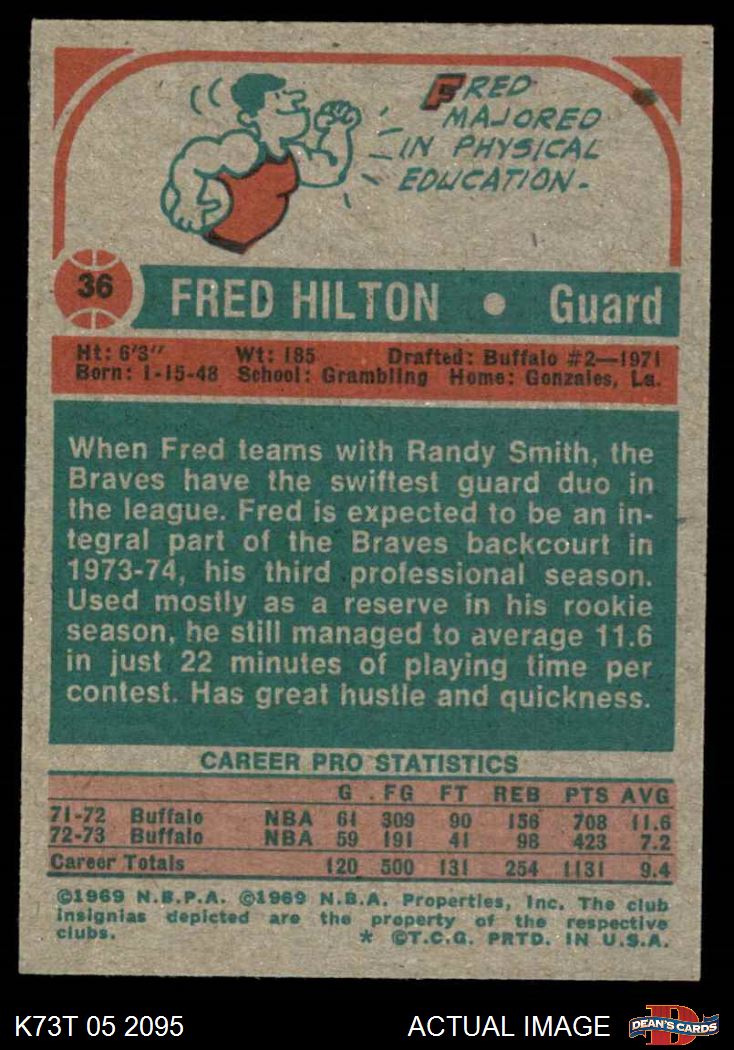 FRED
MAJORED
IN PHYSICAL
EDUCATION-
36
FRED HILTON • Guard
Ht: 6'3" Wt: 185 Drafted: Buffalo #2—1971
Born: 1-15-48 School: Grambling Home: Gonzales, La.
When Fred teams with Randy Smith, the
Braves have the swiftest guard duo in
the league. Fred is expected to be an in-
tegral part of the Braves backcourt in
1973-74, his third professional season.
Used mostly as a reserve in his rookie
season, he still managed to average 11.6
in just 22 minutes of playing time per
contest. Has great hustle and quickness.
CAREER PRO STATISTICS
G FG FT REB PTS AVG
71-72 Buffalo NBA 61 309 90 156 708 11.6
72-73 Buffalo NBA 59 191 41 98 423 7.2
Career Totals 120 500 131 254 1131 9.4
©1969 N.B.P.A. ©1969 N.B.A. Properties, Inc. The club
insignias depicted are the property of the respective
clubs. * ©T.C.G. PRTD. IN U.S.A.
K73T 05 2095 ACTUAL IMAGE DEAN'S CARDS